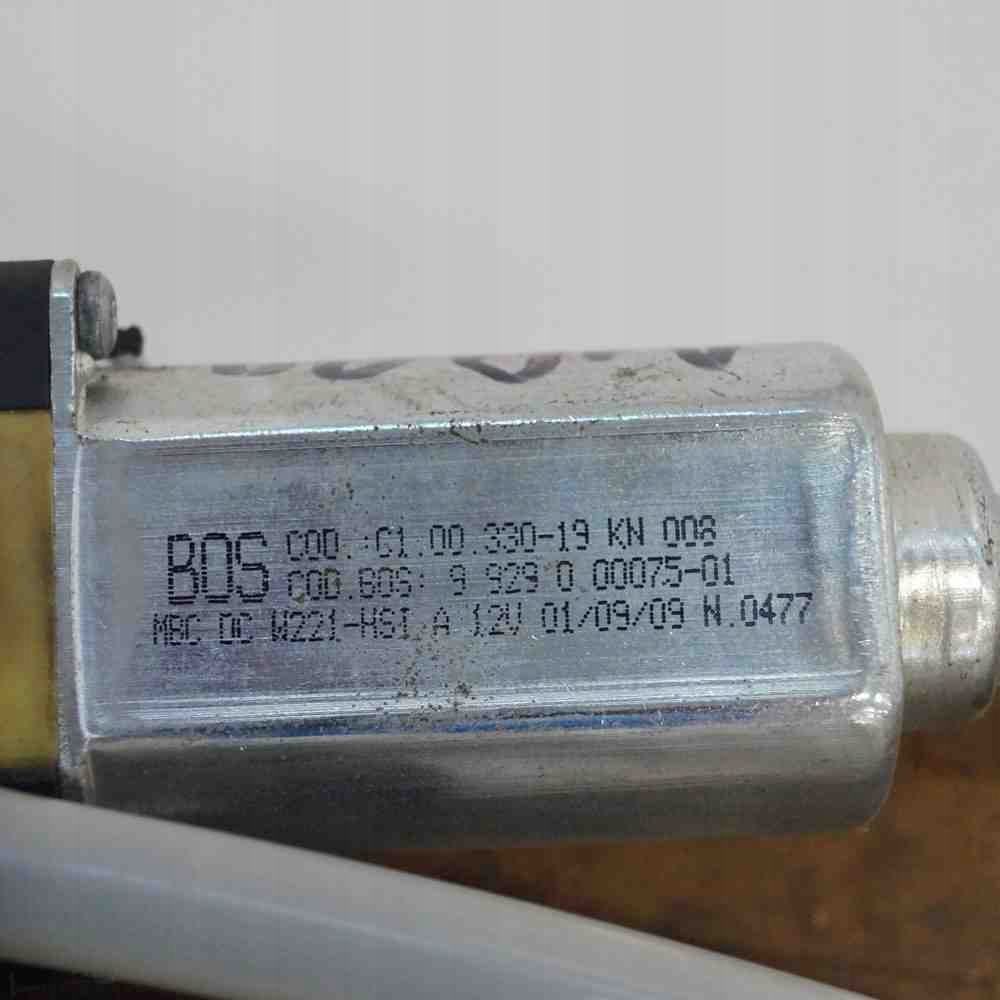 BOS COD.:C1.00.330-19 KN 008
COD.BOS: 9 929 0 00075-01
MBC DC W221-HSI A 12V 01/09/09 N.0477